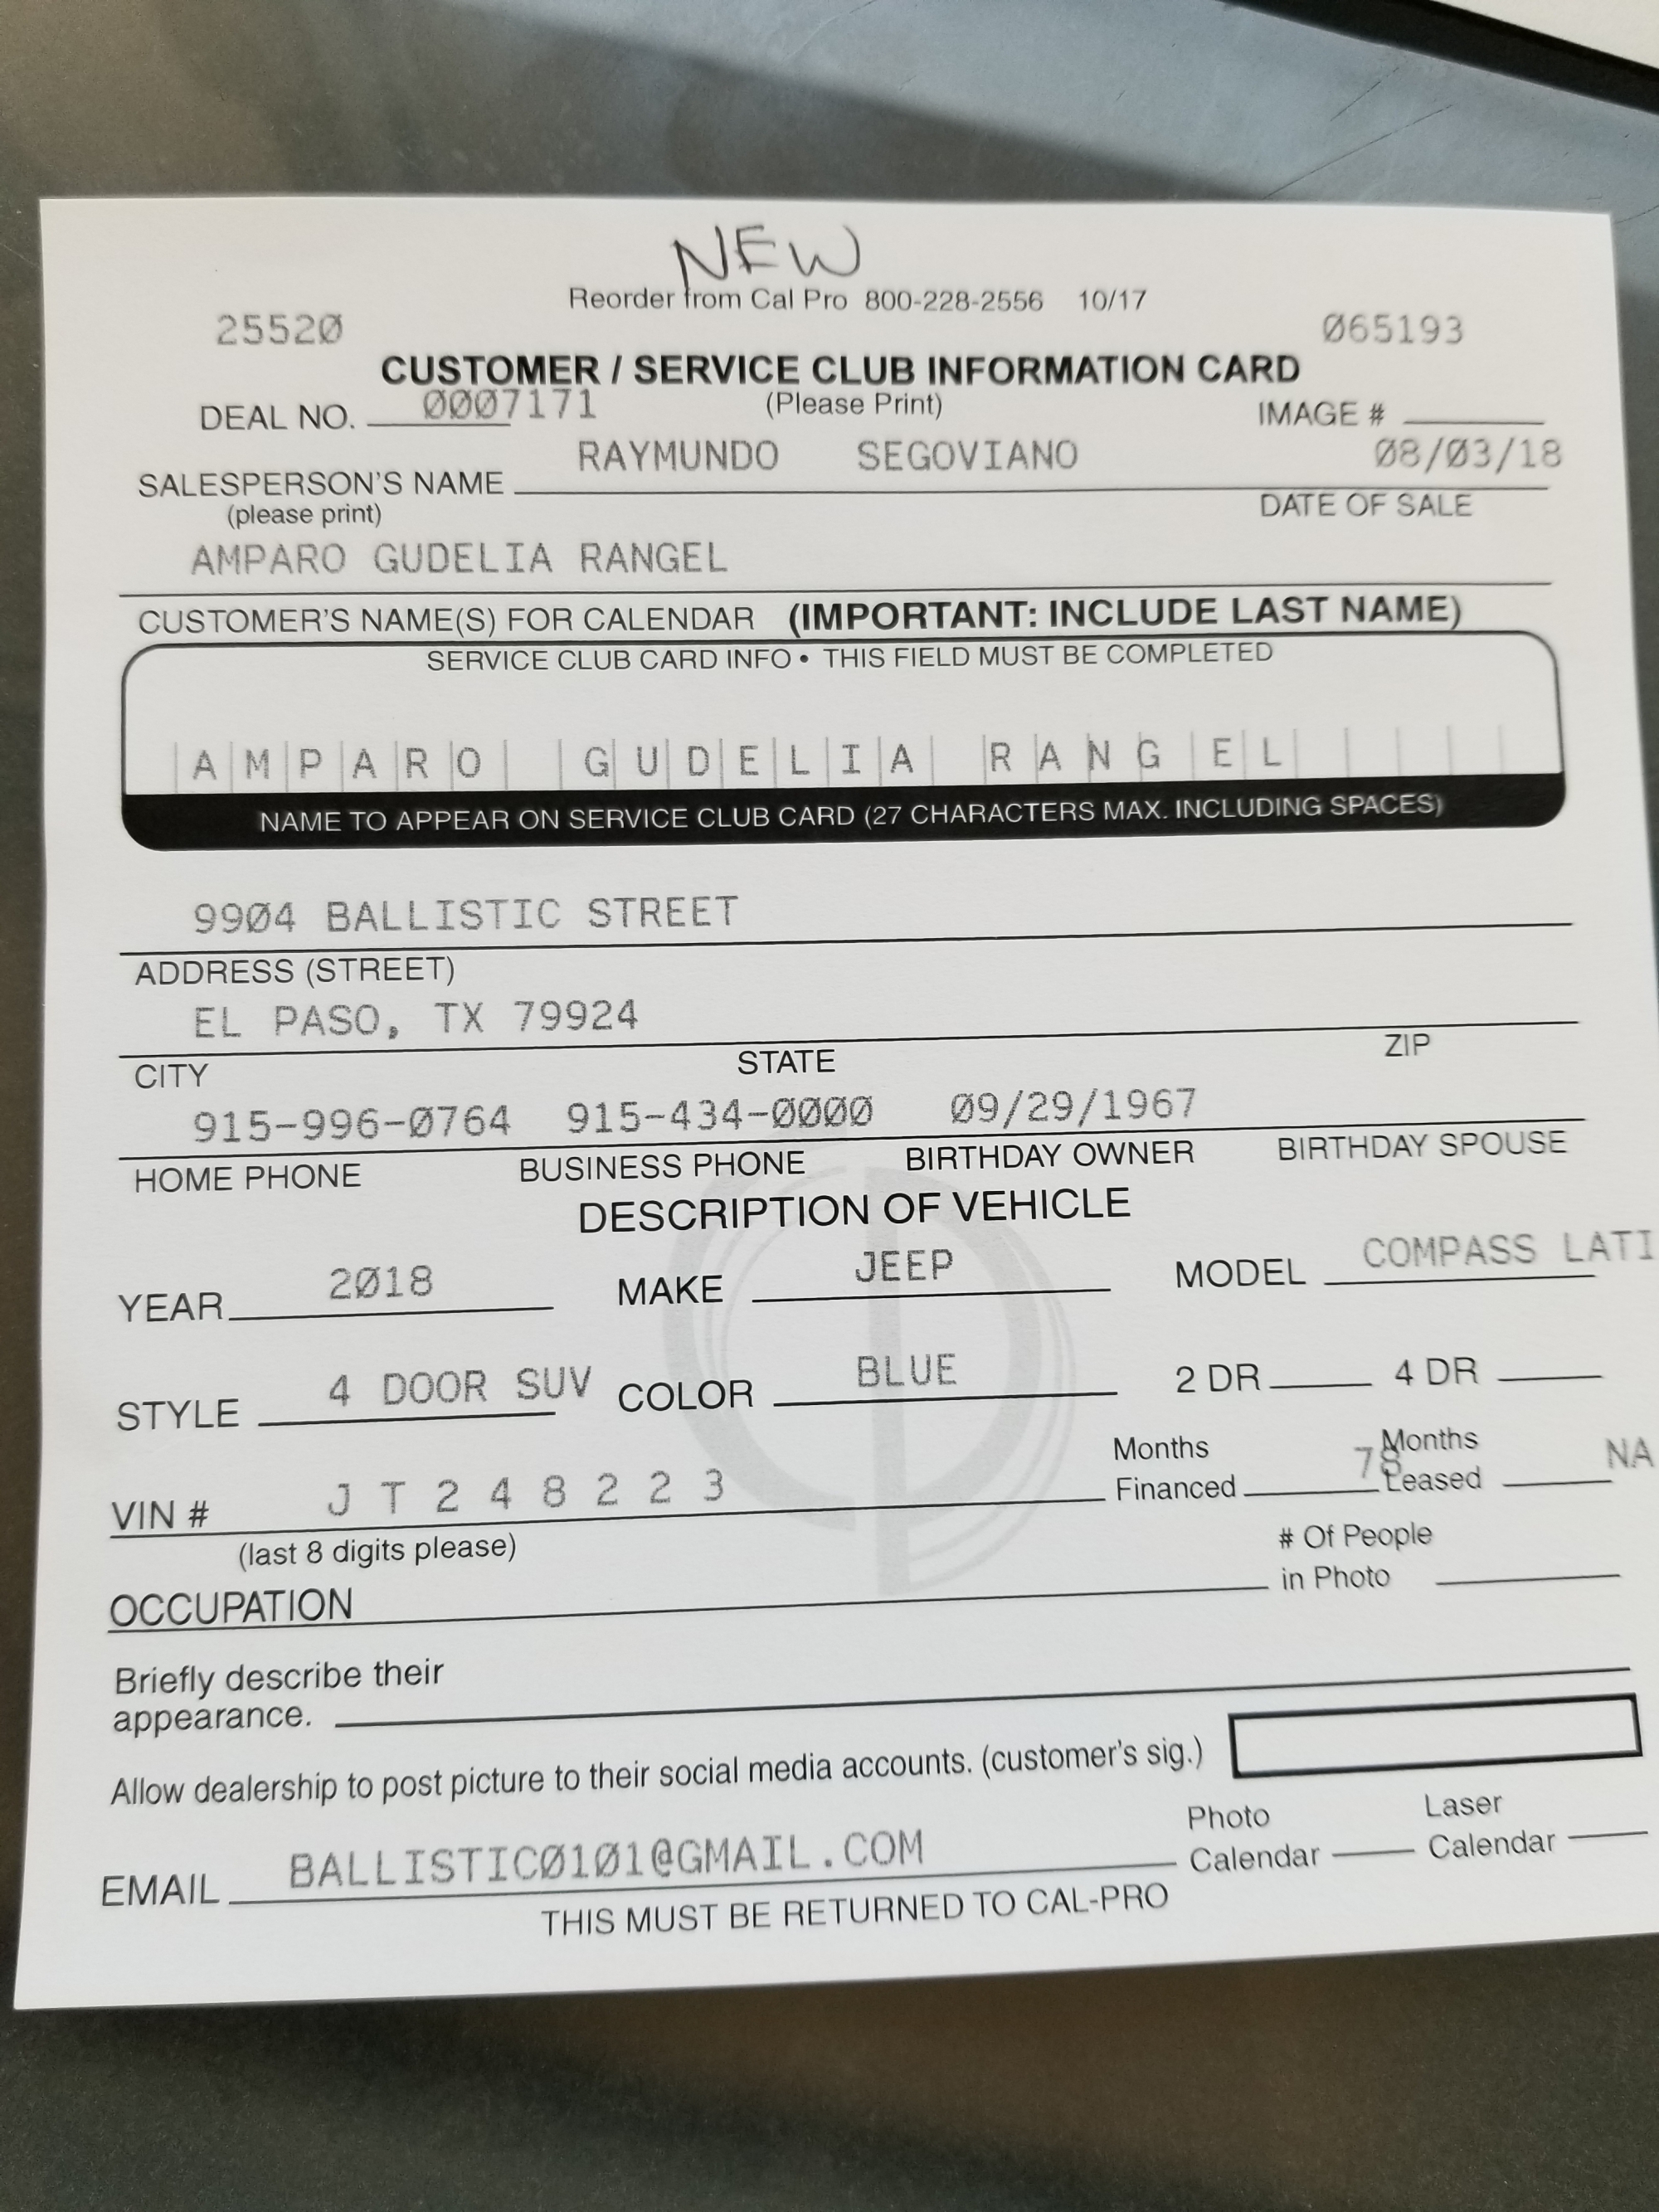 NEW
Reorder from Cal Pro 800-228-2556 10/17
25520 065193
CUSTOMER / SERVICE CLUB INFORMATION CARD
DEAL NO. 0007171 (Please Print) IMAGE #
RAYMUNDO SEGOVIANO 08/03/18
SALESPERSON'S NAME
(please print) DATE OF SALE
AMPARO GUDELIA RANGEL
CUSTOMER'S NAME(S) FOR CALENDAR (IMPORTANT: INCLUDE LAST NAME)
SERVICE CLUB CARD INFO • THIS FIELD MUST BE COMPLETED
AMPARO GUDELIA RANGEL
NAME TO APPEAR ON SERVICE CLUB CARD (27 CHARACTERS MAX. INCLUDING SPACES)
9904 BALLISTIC STREET
ADDRESS (STREET)
EL PASO, TX 79924
CITY STATE ZIP
915-996-0764 915-434-0000 09/29/1967
HOME PHONE BUSINESS PHONE BIRTHDAY OWNER BIRTHDAY SPOUSE
DESCRIPTION OF VEHICLE
YEAR 2018 MAKE JEEP MODEL COMPASS LATI
STYLE 4 DOOR SUV COLOR BLUE 2 DR 4 DR
VIN # J T 2 4 8 2 2 3 Months Financed 78 Months Leased NA
(last 8 digits please)
OCCUPATION # Of People in Photo
Briefly describe their
appearance.
Allow dealership to post picture to their social media accounts. (customer's sig.)
EMAIL BALLISTIC0101@GMAIL.COM Photo Calendar Laser Calendar
THIS MUST BE RETURNED TO CAL-PRO